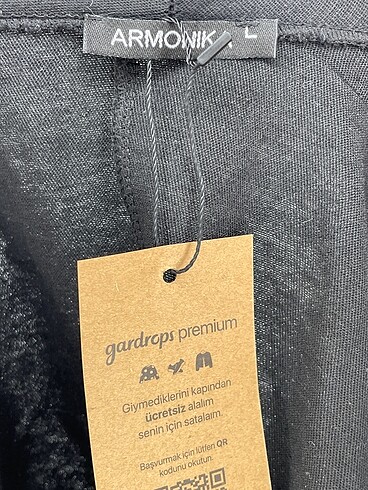 ARMONIKA L
gardrops premium
Giymediklerini kapından
ücretsiz alalım
senin için satalım.
Başvurmak için lütfen QR
kodunu okutun.